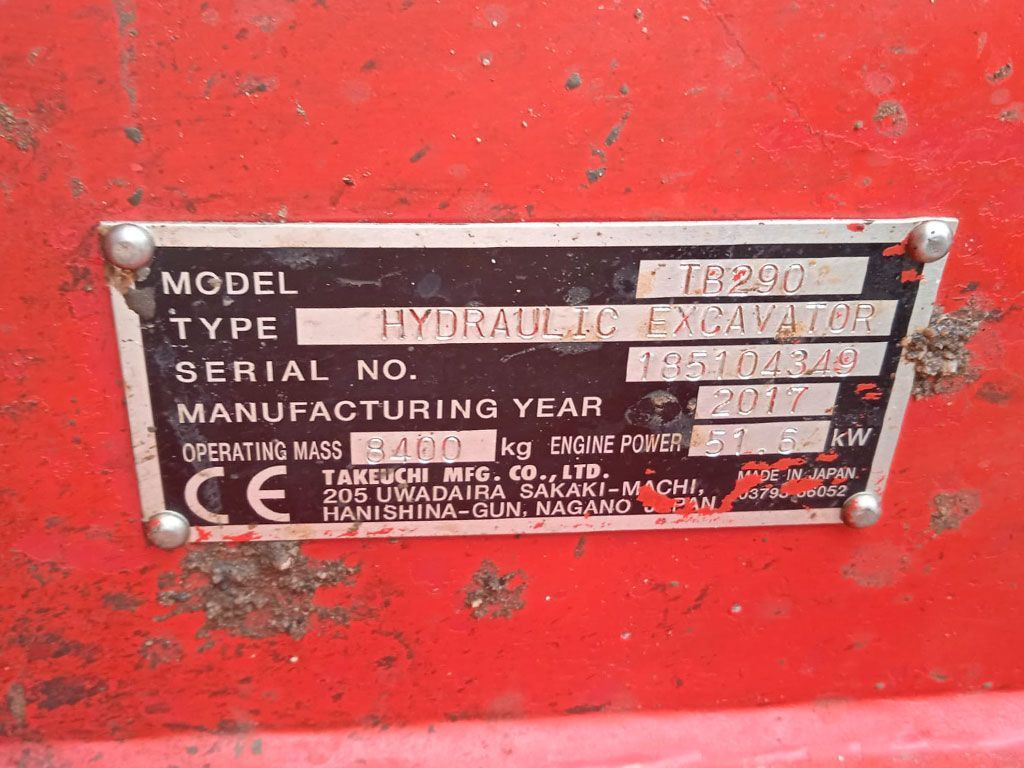 MODEL TB290
TYPE HYDRAULIC EXCAVATOR
SERIAL NO. 185104349
MANUFACTURING YEAR 2017
OPERATING MASS 8400 kg ENGINE POWER 51.6 kW
CE TAKEUCHI MFG. CO., LTD. MADE IN JAPAN.
205 UWADAIRA SAKAKI-MACHI,
HANISHINA-GUN, NAGANO JAPAN